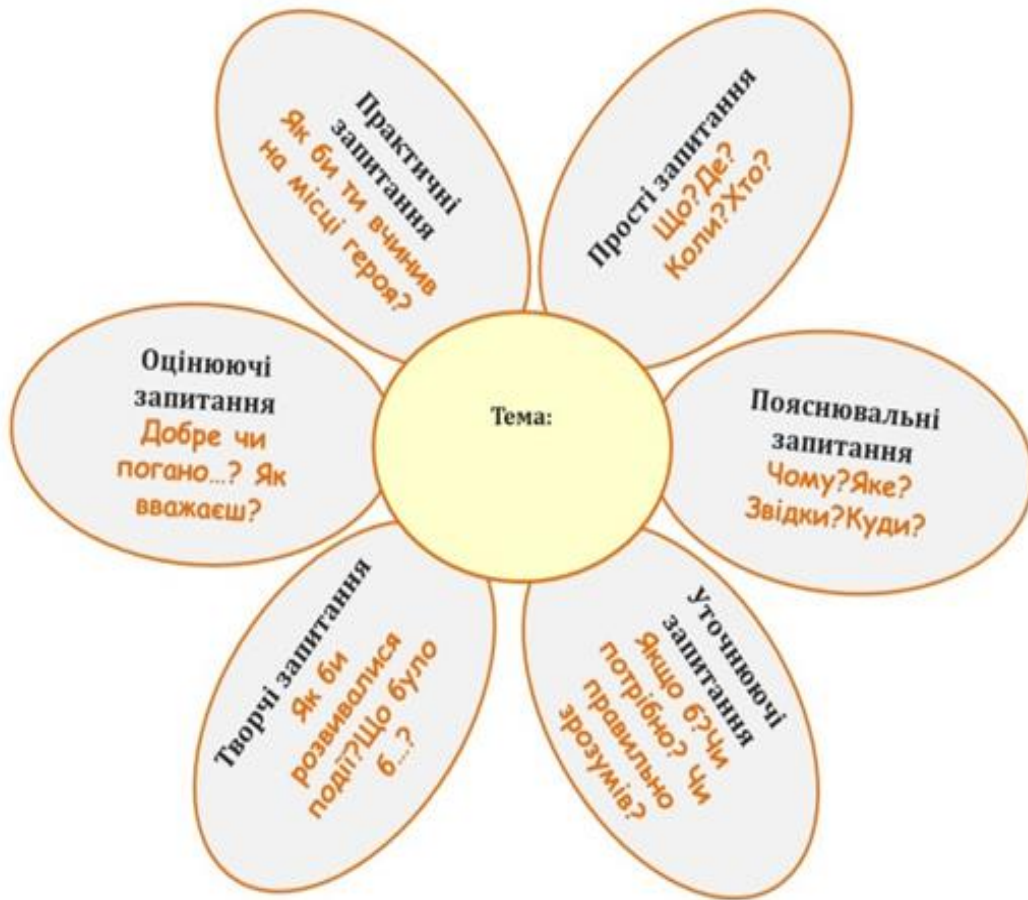 Практичні
запитання
Як би ти вчинив
на місці героя?
Прості запитання
Що?Де?
Коли?Хто?
Оцінюючі
запитання
Добре чи
погано...? Як
вважаєш?
Тема:
Пояснювальні
запитання
Чому?Яке?
Звідки?Куди?
Творчі запитання
Як би
розвивалися
події?Що було
б...?
Уточнюючі
запитання
Якщо б?Чи
потрібно? Чи
правильно
зрозумів?